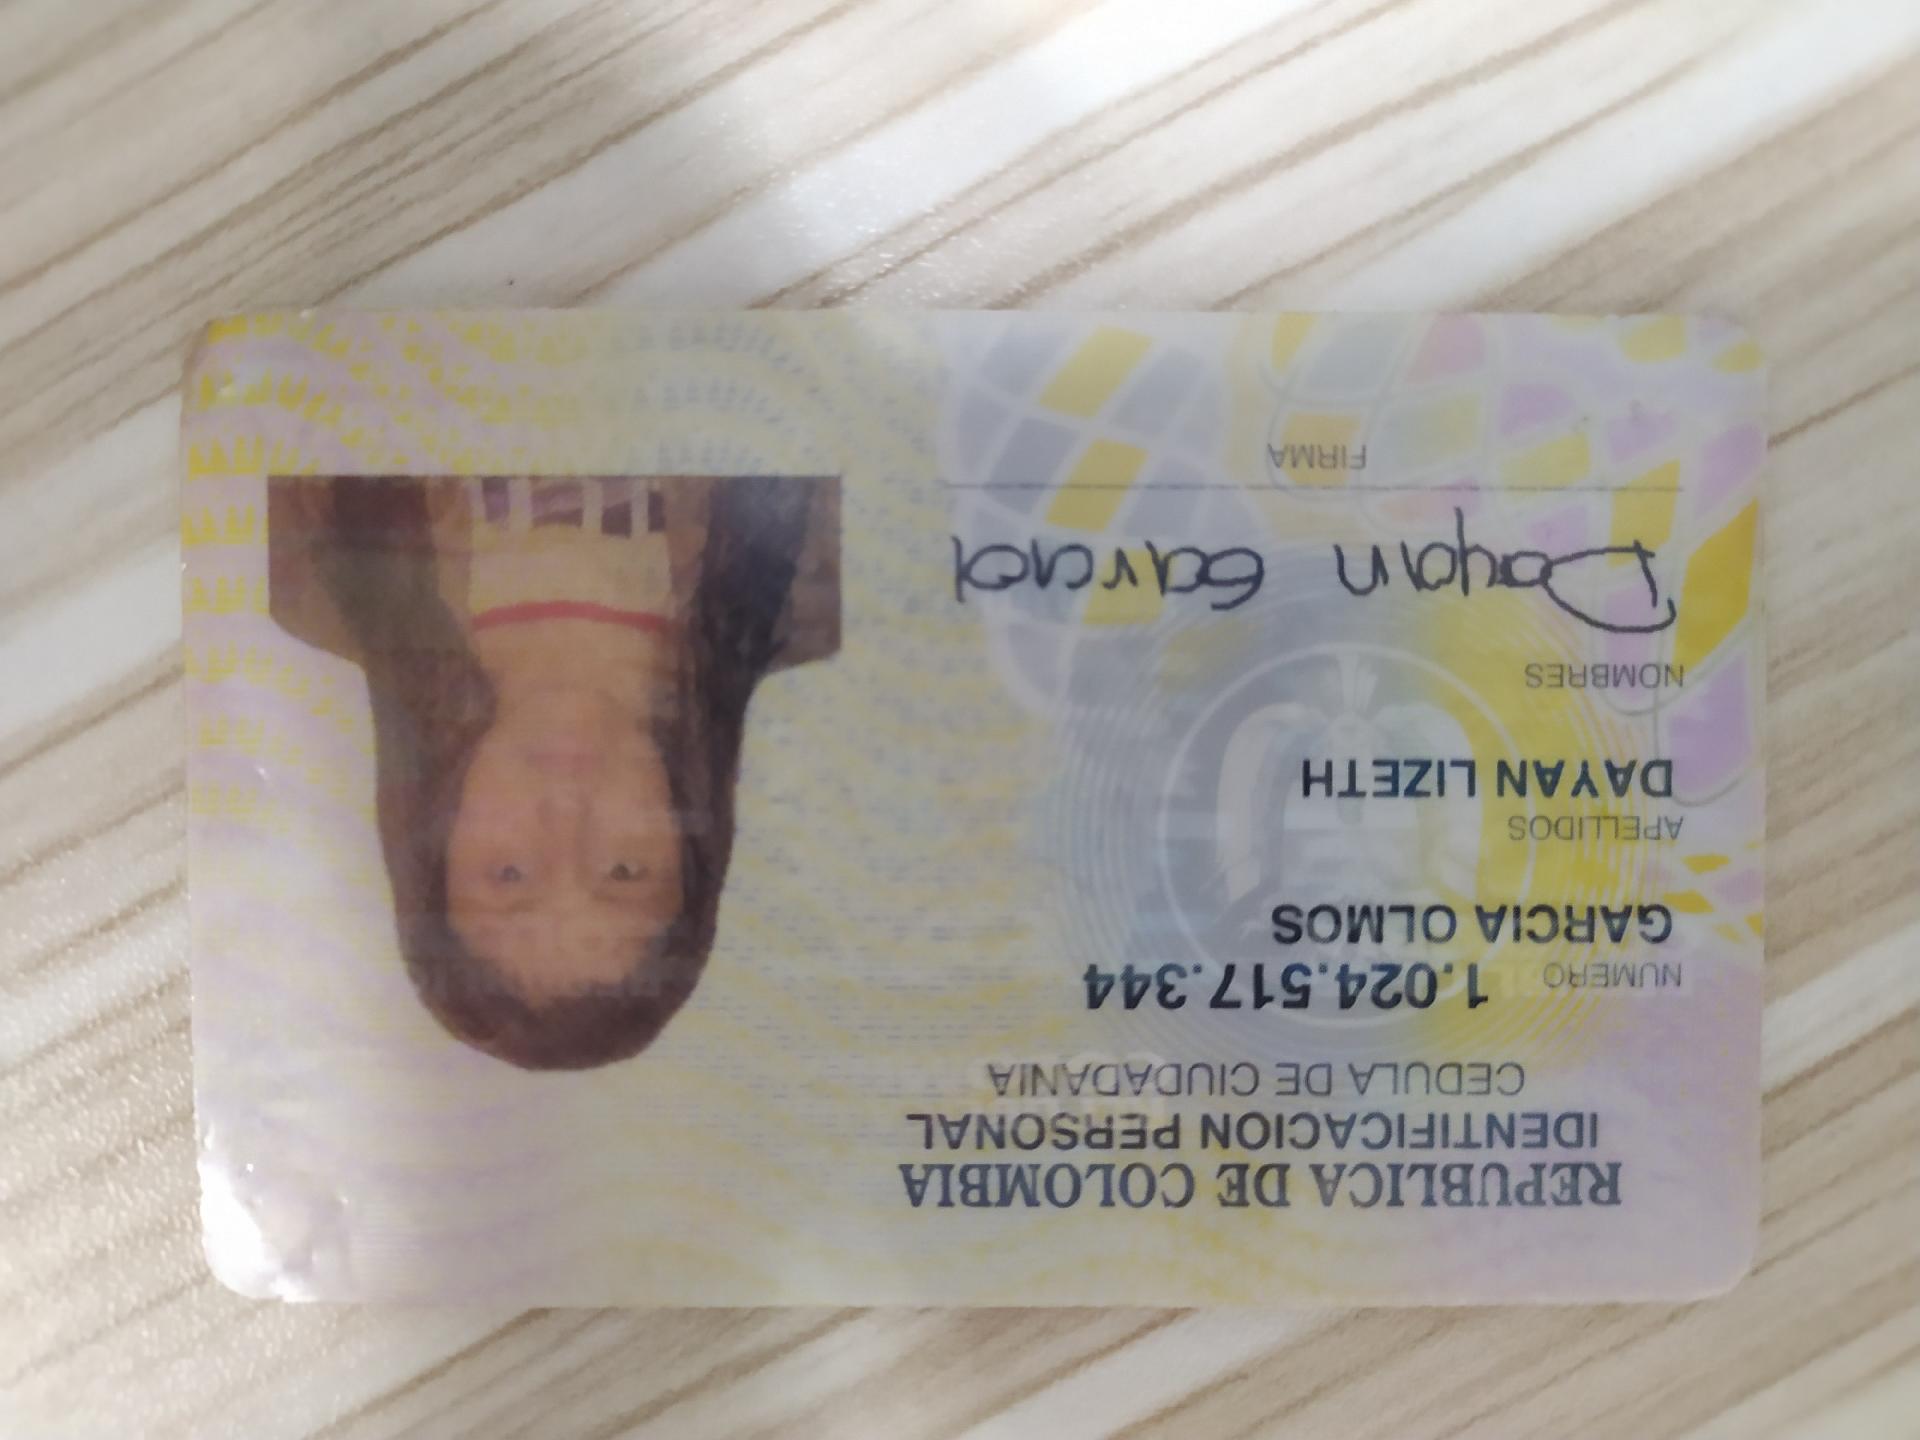 REPUBLICA DE COLOMBIA
IDENTIFICACION PERSONAL
CEDULA DE CIUDADANIA
NUMERO 1.024.517.344
GARCIA OLMOS
APELLIDOS
DAYAN LIZETH
NOMBRES
Dayan Garcia
FIRMA